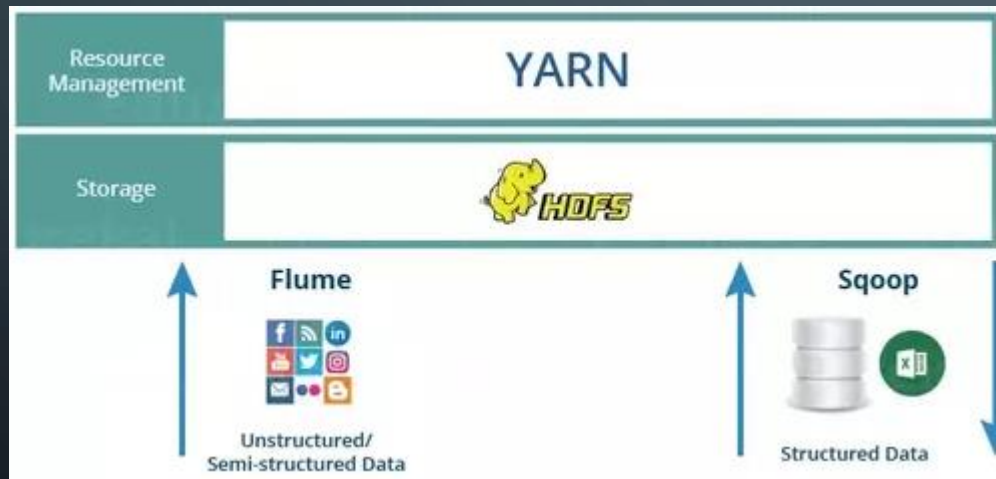 Resource
Management
YARN
Storage
HDFS
Flume
Sqoop
Unstructured/
Semi-structured Data
Structured Data